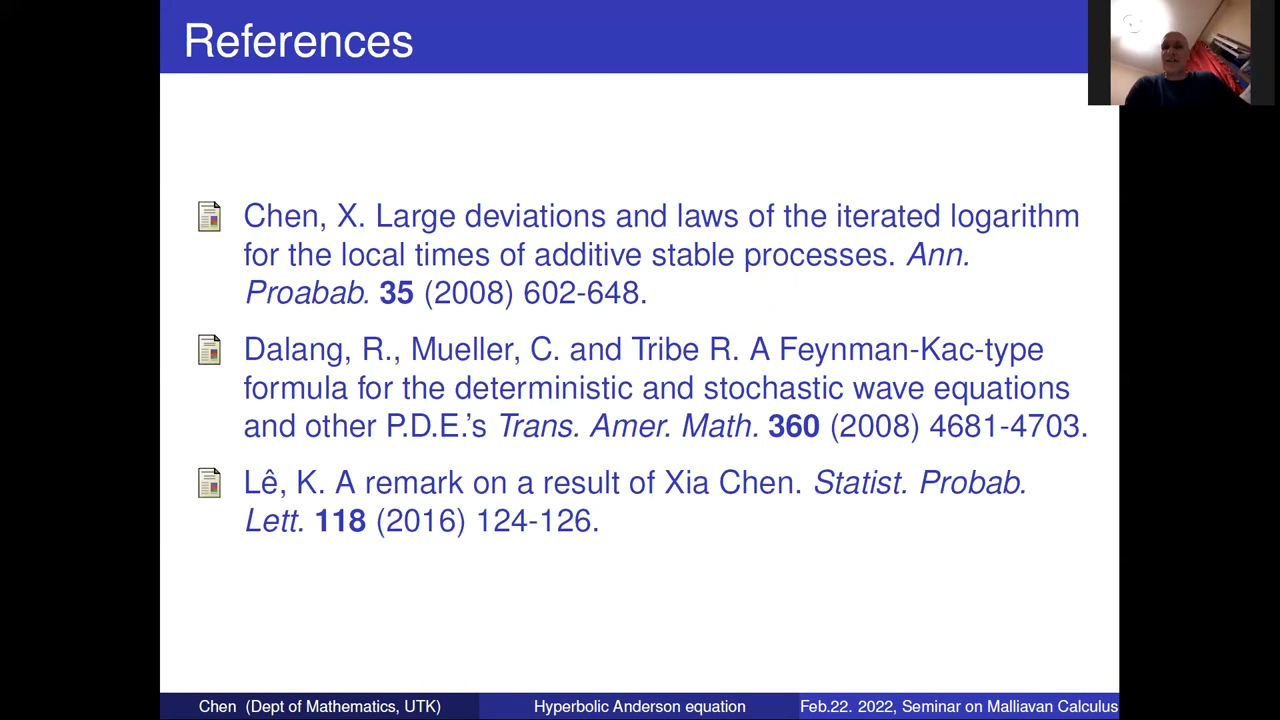 References
Chen, X. Large deviations and laws of the iterated logarithm
for the local times of additive stable processes. Ann.
Proabab. 35 (2008) 602-648.
Dalang, R., Mueller, C. and Tribe R. A Feynman-Kac-type
formula for the deterministic and stochastic wave equations
and other P.D.E.'s Trans. Amer. Math. 360 (2008) 4681-4703.
Lê, K. A remark on a result of Xia Chen. Statist. Probab.
Lett. 118 (2016) 124-126.
Chen (Dept of Mathematics, UTK) Hyperbolic Anderson equation Feb.22. 2022, Seminar on Malliavan Calculus